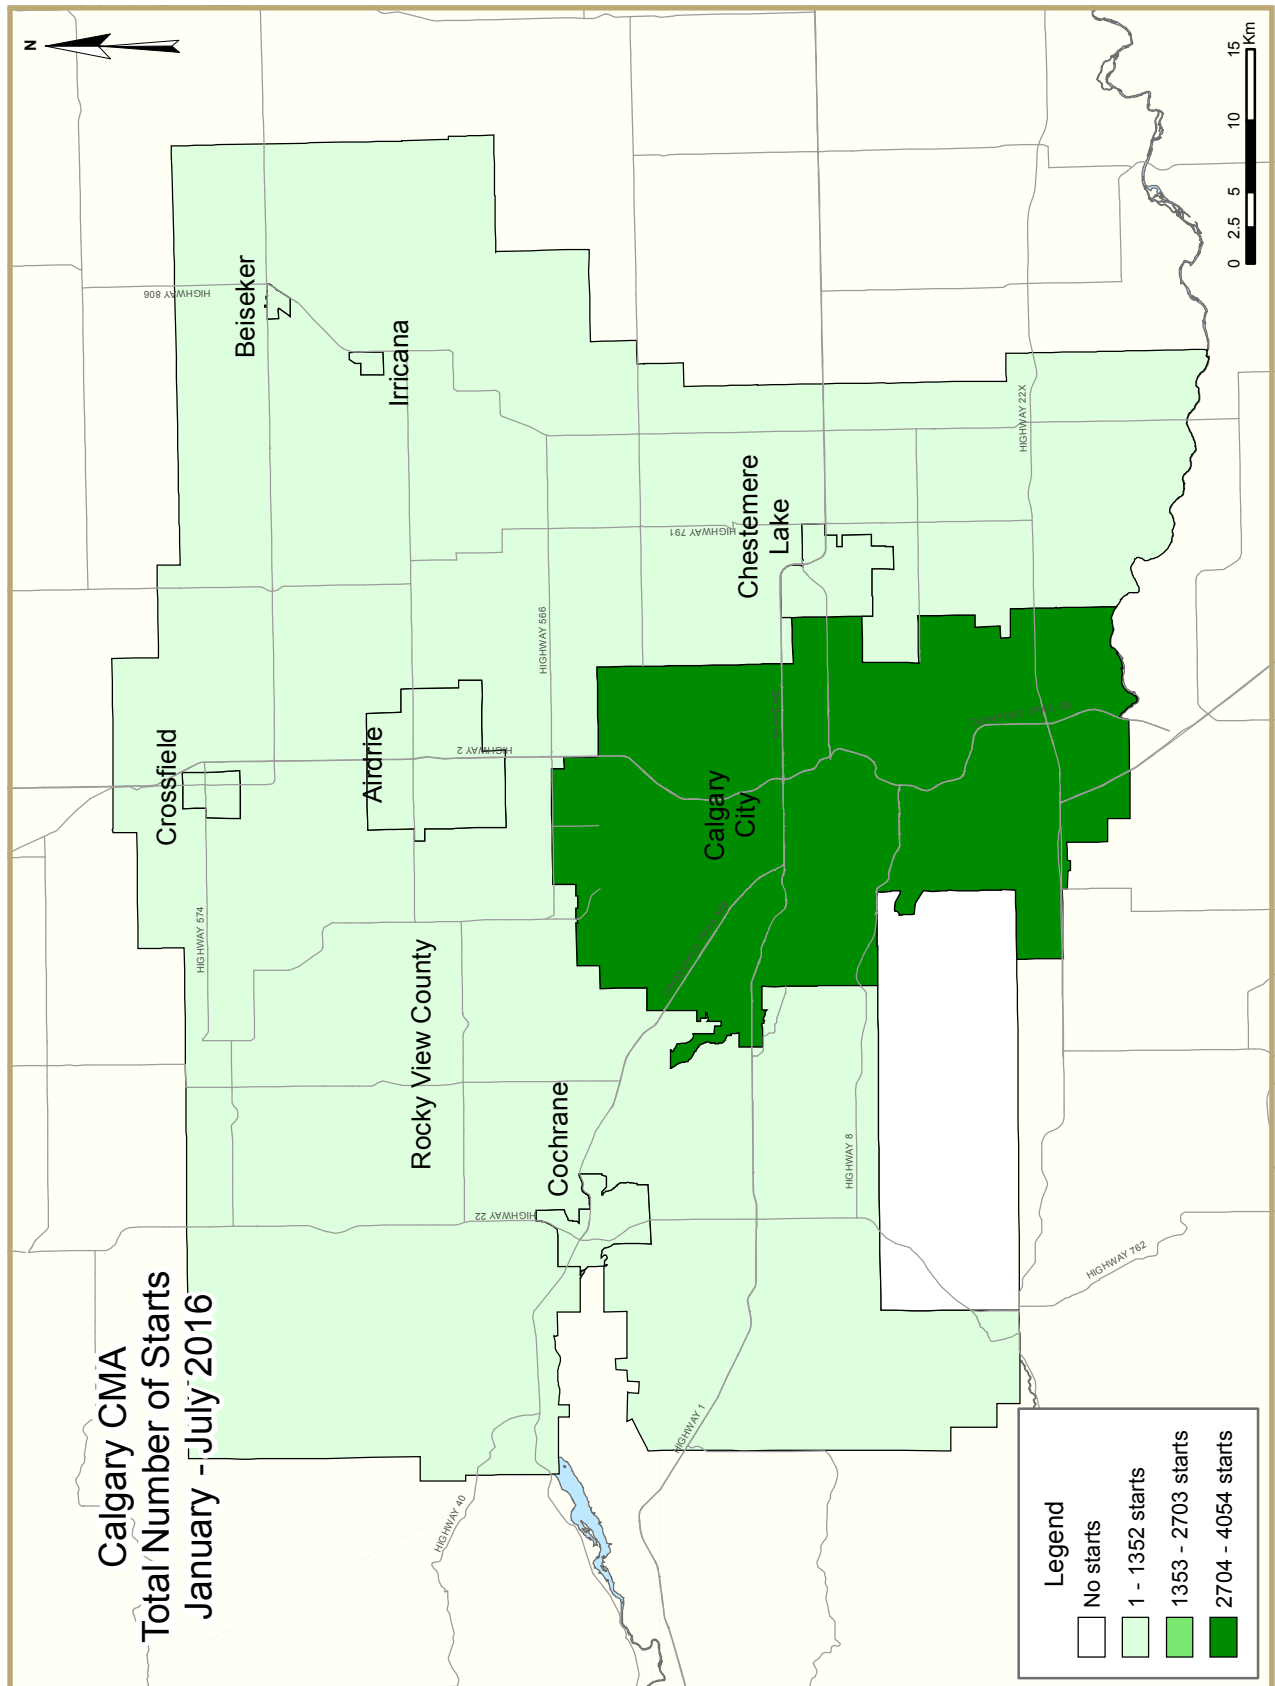 Calgary CMA
Total Number of Starts
January - July 2016
N
Crossfield
Beiseker
Irricana
Airdrie
Rocky View County
Cochrane
Chestemere
Lake
Calgary
City
HIGHWAY 806
HIGHWAY 574
HIGHWAY 2
HIGHWAY 566
HIGHWAY 791
HIGHWAY 22X
HIGHWAY 22
HIGHWAY 8
HIGHWAY 1
HIGHWAY 40
HIGHWAY 762
Legend
No starts
1 - 1352 starts
1353 - 2703 starts
2704 - 4054 starts
0 2.5 5 10 15
Km